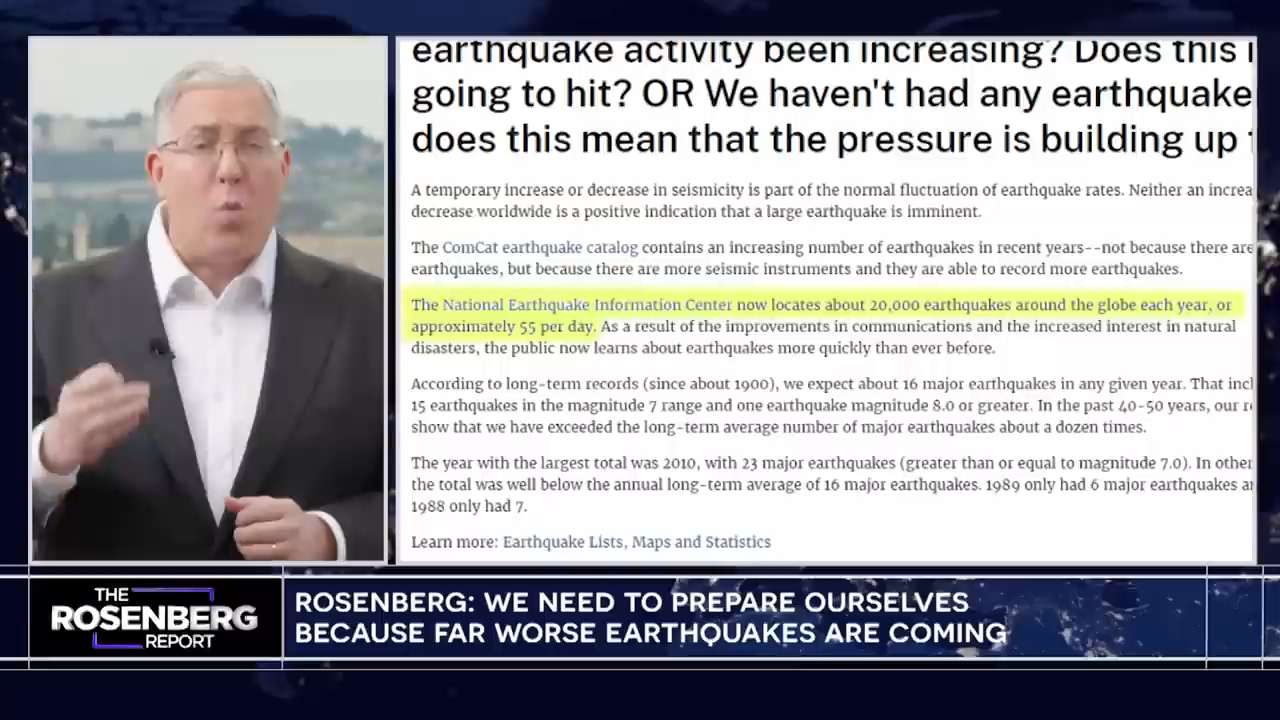 earthquake activity been increasing? Does this
going to hit? OR We haven't had any earthquake
does this mean that the pressure is building up
A temporary increase or decrease in seismicity is part of the normal fluctuation of earthquake rates. Neither an
decrease worldwide is a positive indication that a large earthquake is imminent.
The ComCat earthquake catalog contains an increasing number of earthquakes in recent years--not because there are
earthquakes, but because there are more seismic instruments and they are able to record more earthquakes.
The National Earthquake Information Center now locates about 20,000 earthquakes around the globe each year, or
approximately 55 per day. As a result of the improvements in communications and the increased interest in natural
disasters, the public now learns about earthquakes more quickly than ever before.
According to long-term records (since about 1900), we expect about 16 major earthquakes in any given year. That
15 earthquakes in the magnitude 7 range and one earthquake magnitude 8.0 or greater. In the past 40-50 years, our
show that we have exceeded the long-term average number of major earthquakes about a dozen times.
The year with the largest total was 2010, with 23 major earthquakes (greater than or equal to magnitude 7.0). In other
the total was well below the annual long-term average of 16 major earthquakes. 1989 only had 6 major earthquakes
1988 only had 7.
Learn more: Earthquake Lists, Maps and Statistics
THE
ROSENBERG
REPORT
ROSENBERG: WE NEED TO PREPARE OURSELVES
BECAUSE FAR WORSE EARTHQUAKES ARE COMING